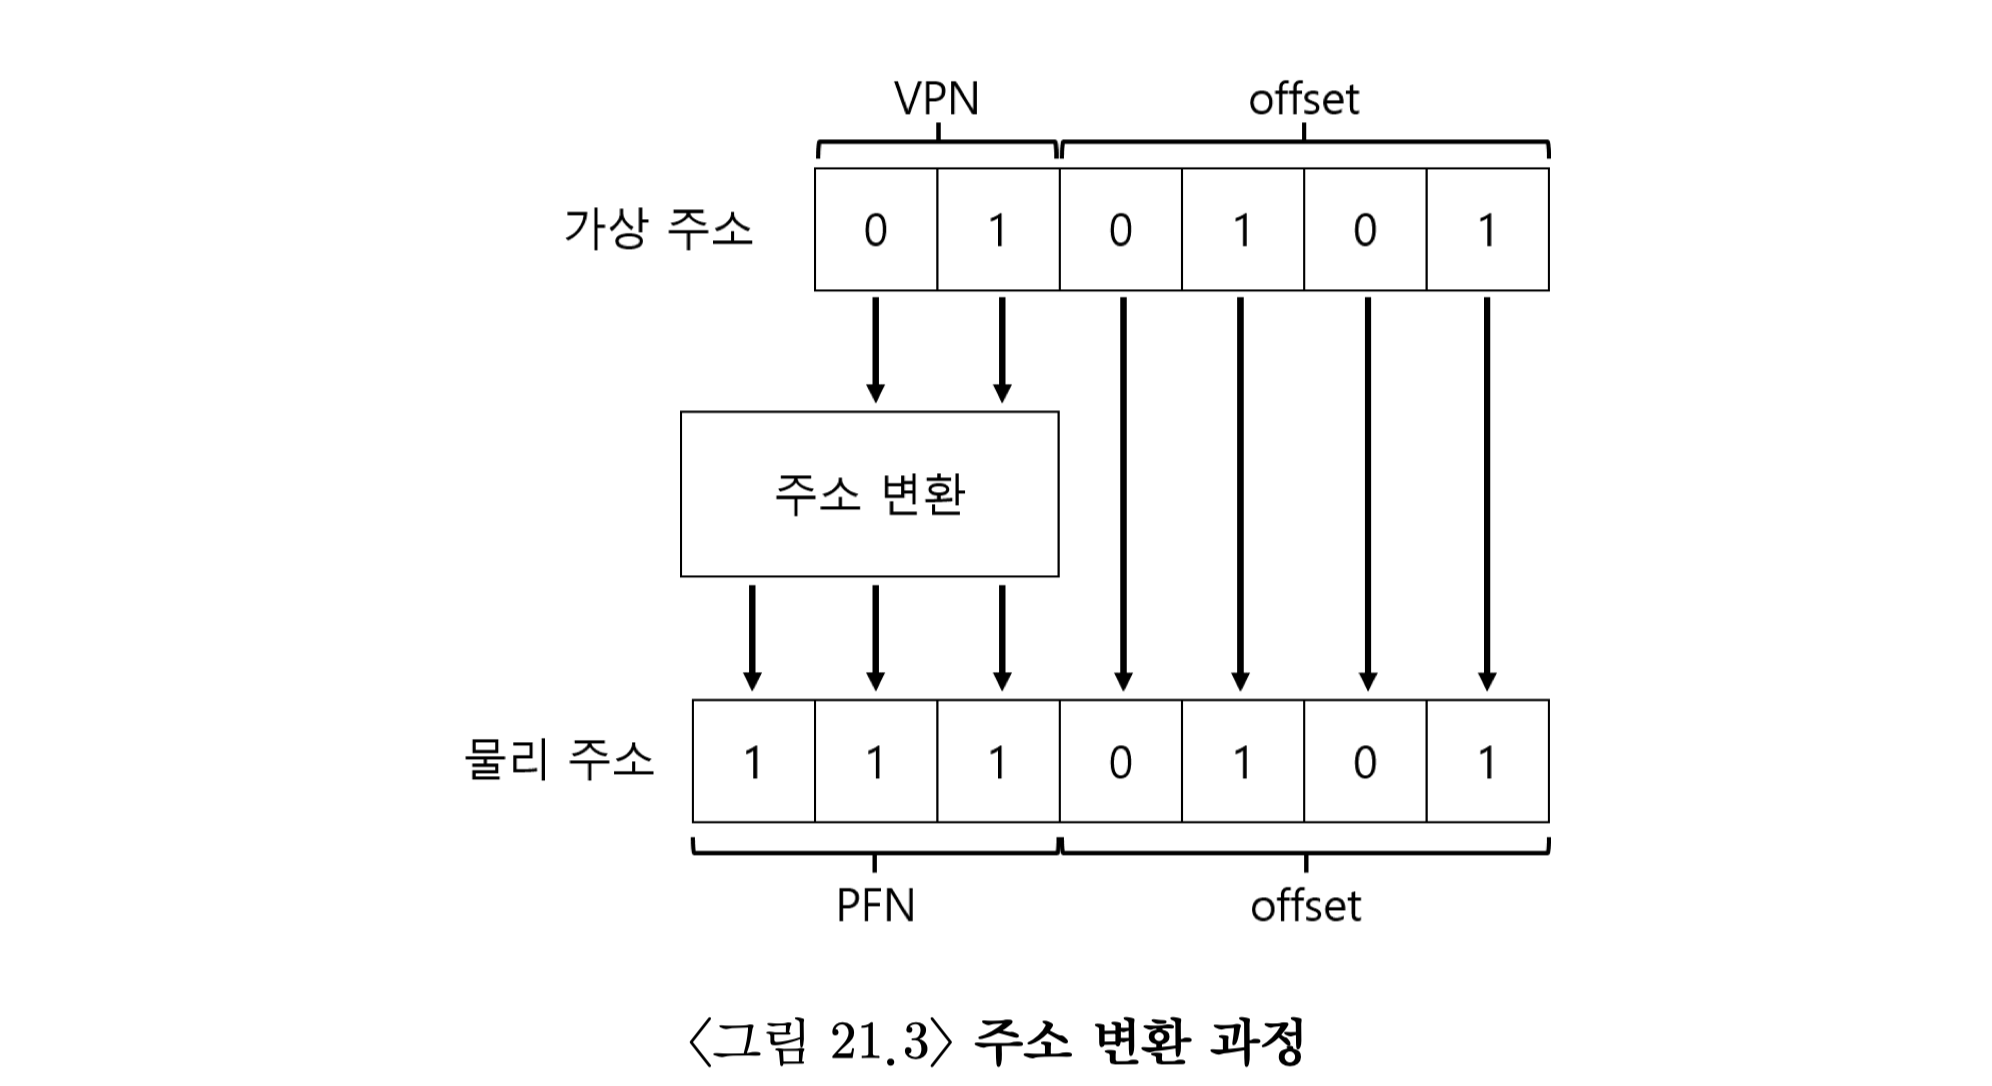 VPN offset
가상 주소 0 1 0 1 0 1
주소 변환
물리 주소 1 1 1 0 1 0 1
PFN offset
〈그림 21.3〉 주소 변환 과정